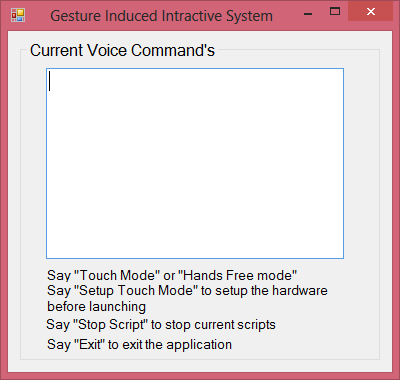 Gesture Induced Intractive System
Current Voice Command's
Say "Touch Mode" or "Hands Free mode"
Say "Setup Touch Mode" to setup the hardware
before launching
Say "Stop Script" to stop current scripts
Say "Exit" to exit the application